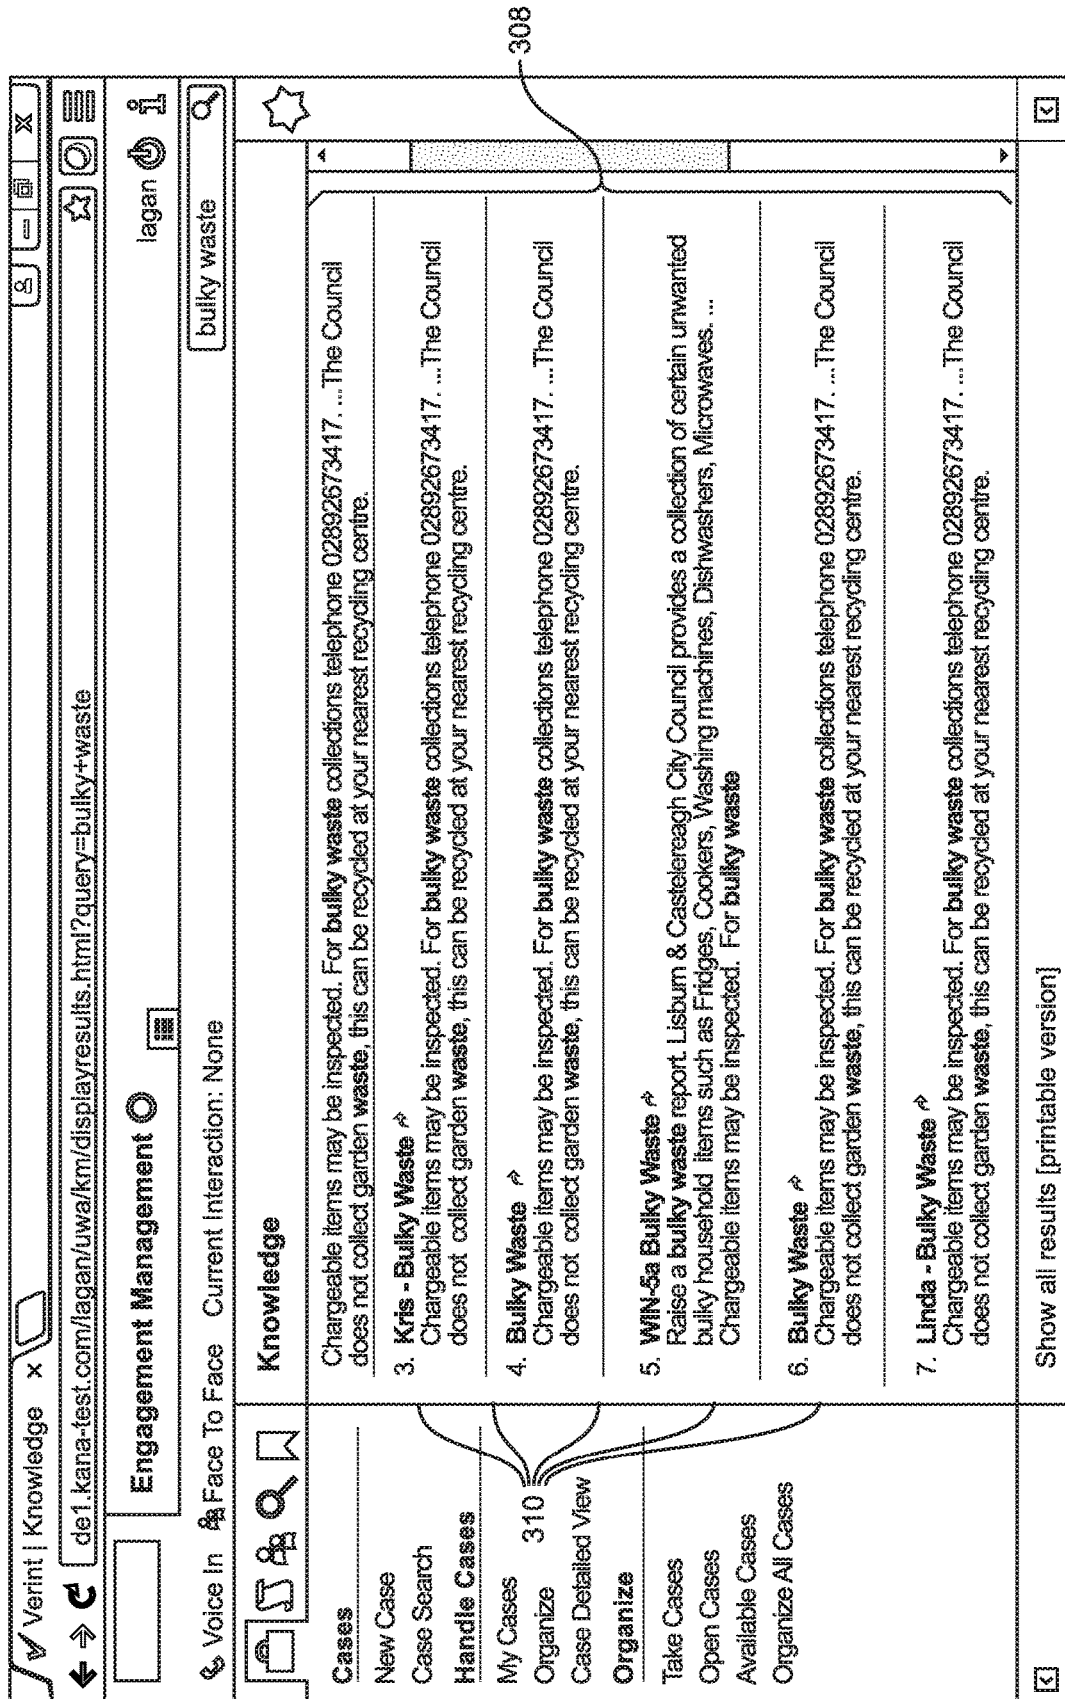 Verint | Knowledge ×
X
de1.kana-test.com/lagan/uwa/km/displayresults.html?query=bulky+waste
Engagement Management
lagan
Voice In Face To Face Current Interaction: None
bulky waste
Cases
New Case
Case Search
Handle Cases
My Cases
Organize
Case Detailed View
Organize
Take Cases
Open Cases
Available Cases
Organize All Cases
310
Knowledge
Chargeable items may be inspected. For bulky waste collections telephone 02892673417. ...The Council
does not collect garden waste, this can be recycled at your nearest recycling centre.
3. Kris - Bulky Waste
Chargeable items may be inspected. For bulky waste collections telephone 02892673417. ...The Council
does not collect garden waste, this can be recycled at your nearest recycling centre.
4. Bulky Waste
Chargeable items may be inspected. For bulky waste collections telephone 02892673417. ...The Council
does not collect garden waste, this can be recycled at your nearest recycling centre.
5. WIN-5a Bulky Waste
Raise a bulky waste report. Lisburn & Castelereagh City Council provides a collection of certain unwanted
bulky household items such as Fridges, Cookers, Washing machines, Dishwashers, Microwaves. ...
Chargeable items may be inspected. For bulky waste
6. Bulky Waste
Chargeable items may be inspected. For bulky waste collections telephone 02892673417. ...The Council
does not collect garden waste, this can be recycled at your nearest recycling centre.
7. Linda - Bulky Waste
Chargeable items may be inspected. For bulky waste collections telephone 02892673417. ...The Council
does not collect garden waste, this can be recycled at your nearest recycling centre.
308
Show all results [printable version]